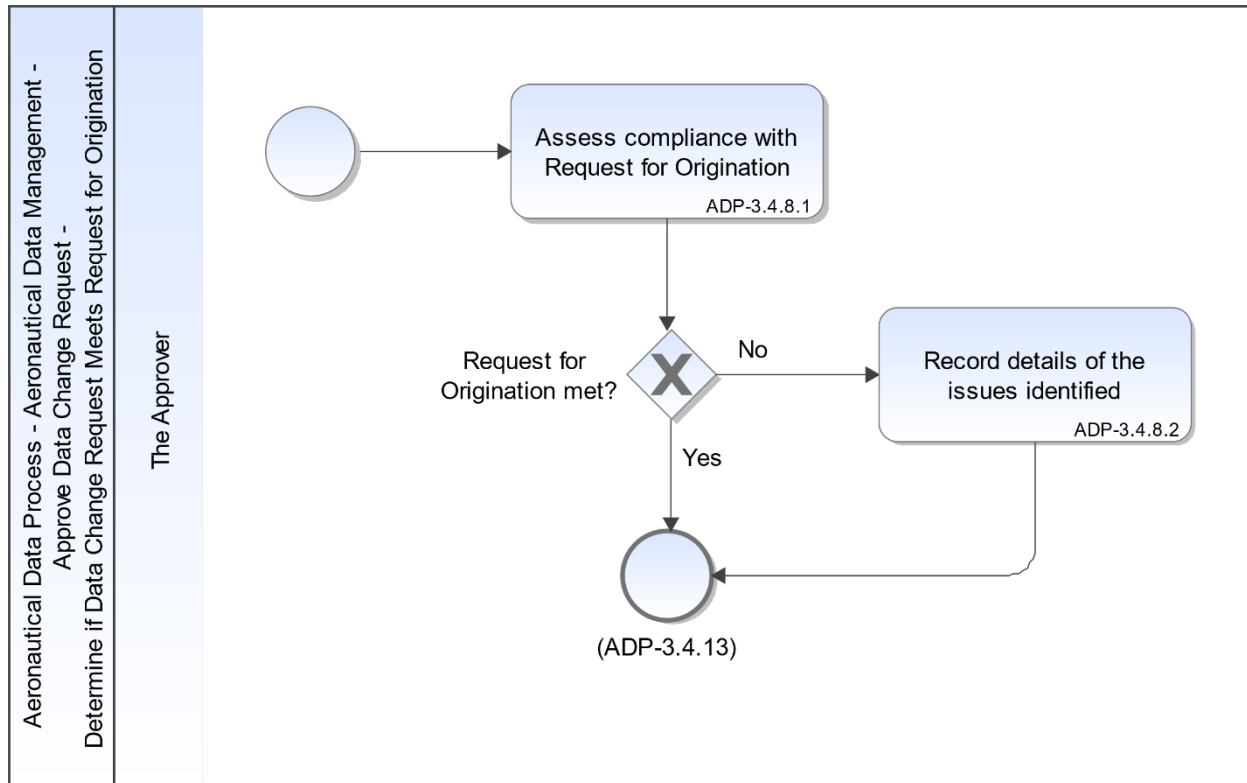 Aeronautical Data Process - Aeronautical Data Management -
Approve Data Change Request -
Determine if Data Change Request Meets Request for Origination
The Approver
Assess compliance with
Request for Origination
ADP-3.4.8.1
Request for
Origination met?
No
Record details of the
issues identified
ADP-3.4.8.2
Yes
(ADP-3.4.13)